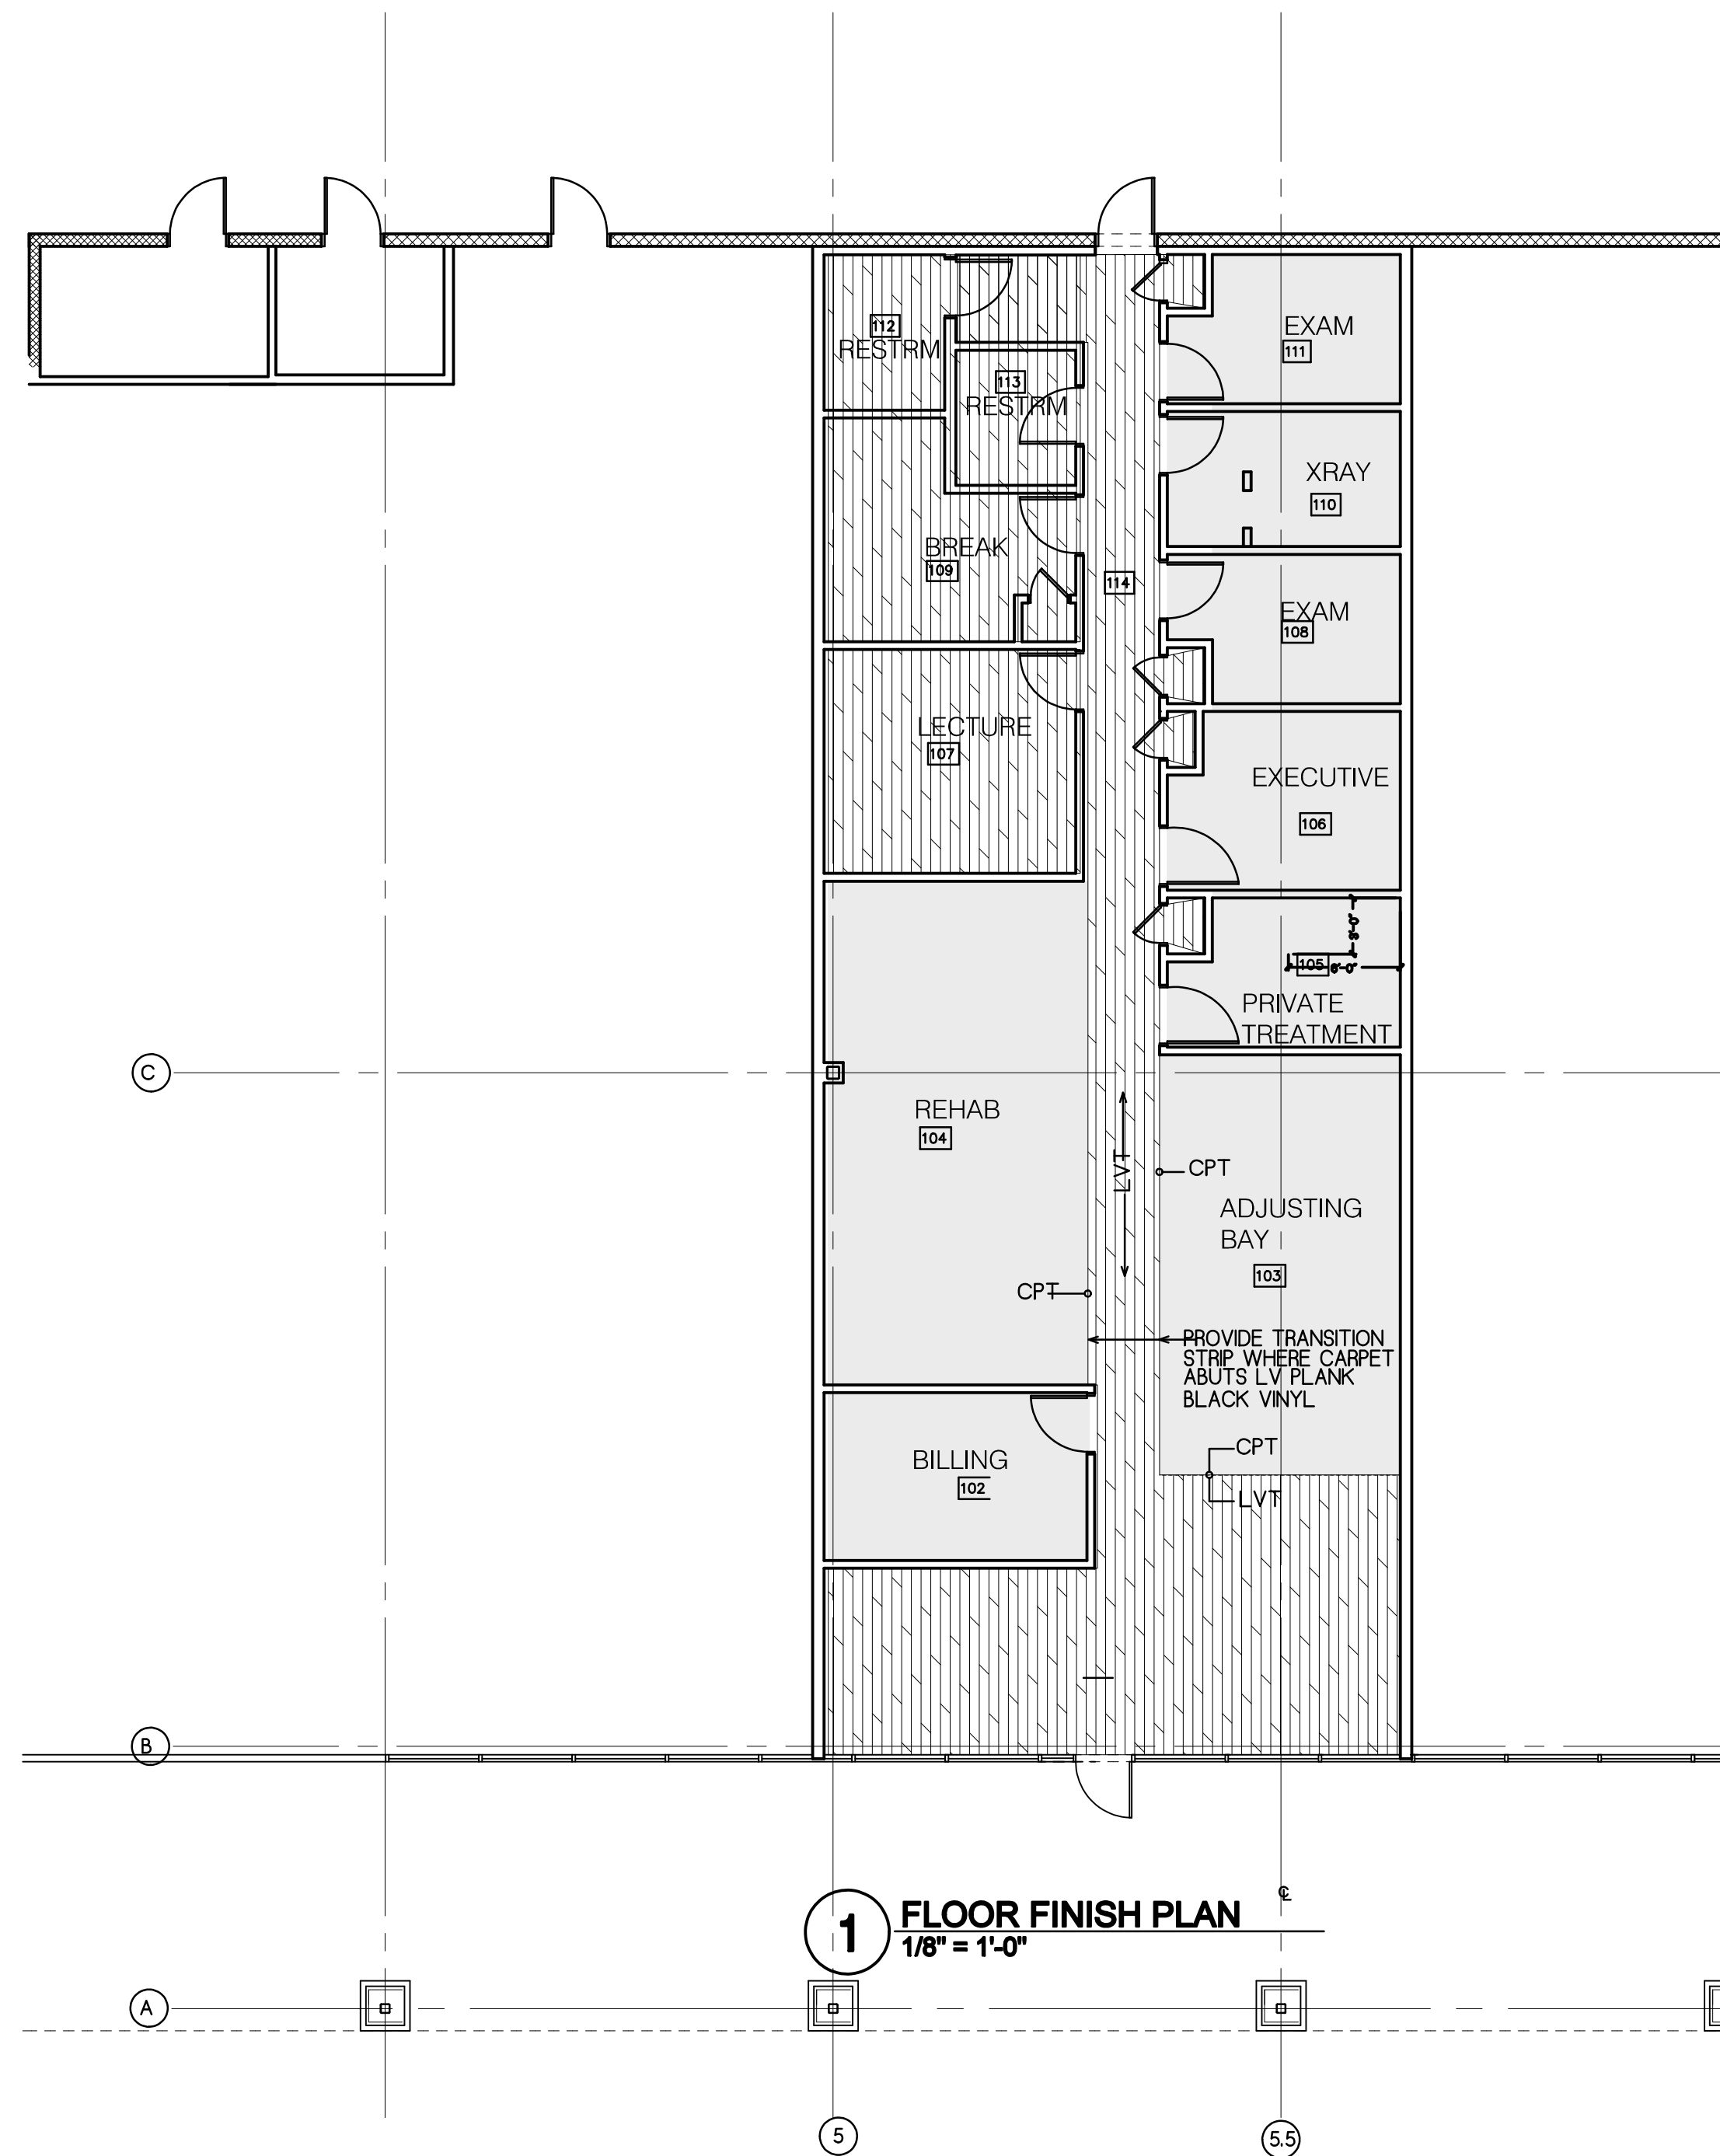 112
RESTRM
113
RESTRM
EXAM
111
XRAY
110
BREAK
109
114
EXAM
108
LECTURE
107
EXECUTIVE
106
8'-0"
105
6'-0"
PRIVATE
TREATMENT
C
REHAB
104
LVT
CPT
ADJUSTING
BAY
103
CPT
PROVIDE TRANSITION
STRIP WHERE CARPET
ABUTS LV PLANK
BLACK VINYL
CPT
LVT
BILLING
102
B
1
FLOOR FINISH PLAN
1/8" = 1'-0"
℄
A
5
5.5